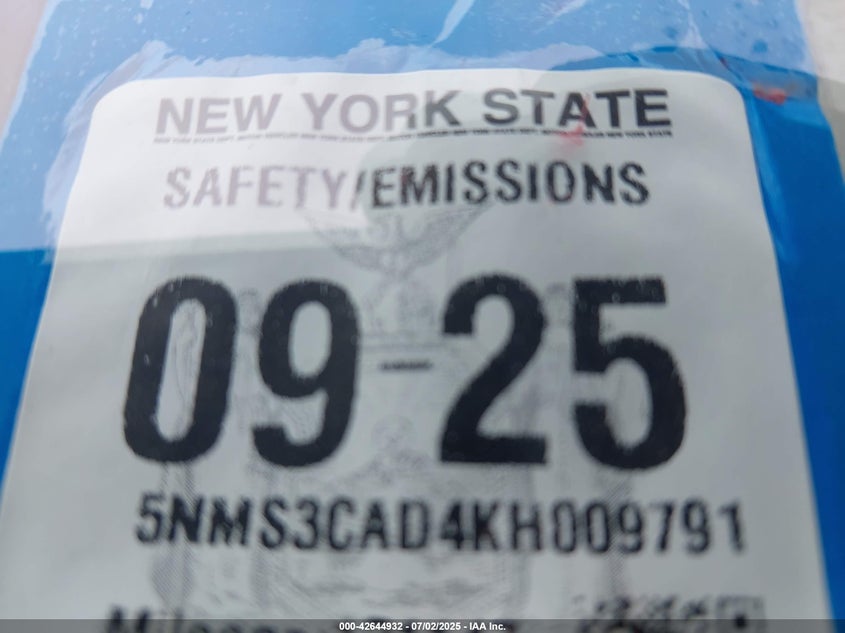 NEW YORK STATE
SAFETY/EMISSIONS
09-25
5NMS3CAD4KH009791
000-42644932 - 07/02/2025 - IAA Inc.